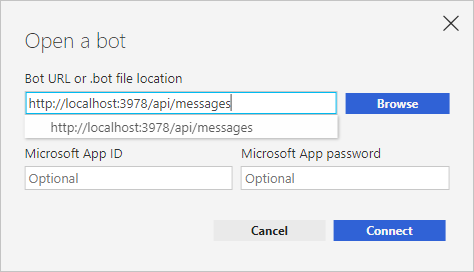 Open a bot
Bot URL or .bot file location
http://localhost:3978/api/messages Browse
http://localhost:3978/api/messages
Microsoft App ID Microsoft App password
Optional Optional
Cancel Connect